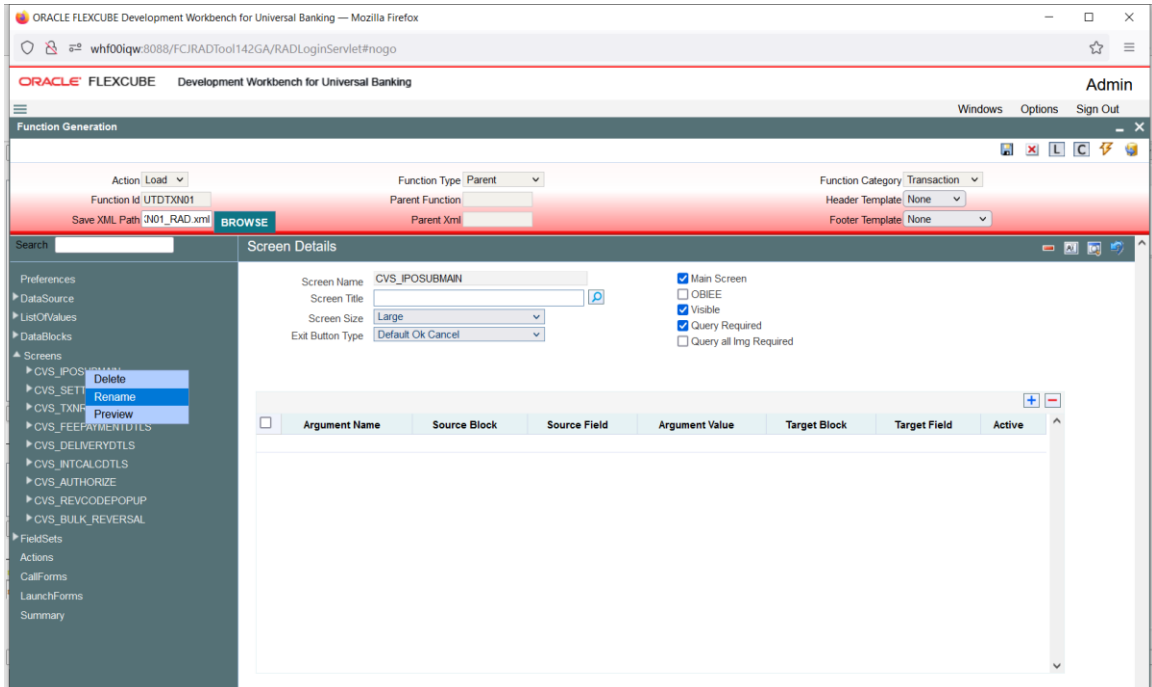 ORACLE FLEXCUBE Development Workbench for Universal Banking — Mozilla Firefox
whf00iqw:8088/FCJRADTool142GA/RADLoginServlet#nogo
ORACLE FLEXCUBE Development Workbench for Universal Banking Admin
Windows Options Sign Out
Function Generation
L C
Action Load Function Type Parent Function Category Transaction
Function Id UTDTXN01 Parent Function Header Template None
Save XML Path N01_RAD.xml BROWSE Parent Xml Footer Template None
Search Screen Details
Preferences
DataSource
ListOfValues
DataBlocks
Screens
CVS_IPOSUBMAIN
CVS_SETT
CVS_TXNR
CVS_FEEPAYMENTDTLS
CVS_DELIVERYDTLS
CVS_INTCALCDTLS
CVS_AUTHORIZE
CVS_REVCODEPOPUP
CVS_BULK_REVERSAL
FieldSets
Actions
CallForms
LaunchForms
Summary
Delete
Rename
Preview
Screen Name CVS_IPOSUBMAIN
Screen Title
Screen Size Large
Exit Button Type Default Ok Cancel
Main Screen
OBIEE
Visible
Query Required
Query all Img Required
Argument Name Source Block Source Field Argument Value Target Block Target Field Active